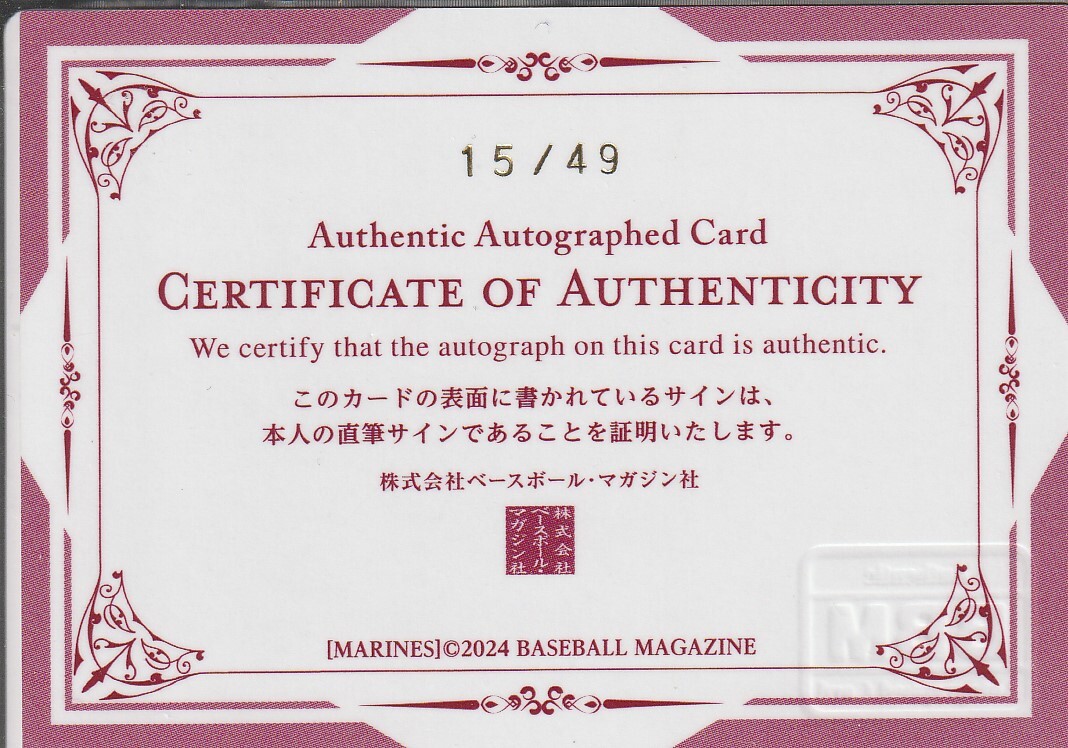 15/49
Authentic Autographed Card
CERTIFICATE OF AUTHENTICITY
We certify that the autograph on this card is authentic.
このカードの表面に書かれているサインは、
本人の直筆サインであることを証明いたします。
株式会社ベースボール・マガジン社
株式会社
ベースボール・
マガジン社
[MARINES]©2024 BASEBALL MAGAZINE